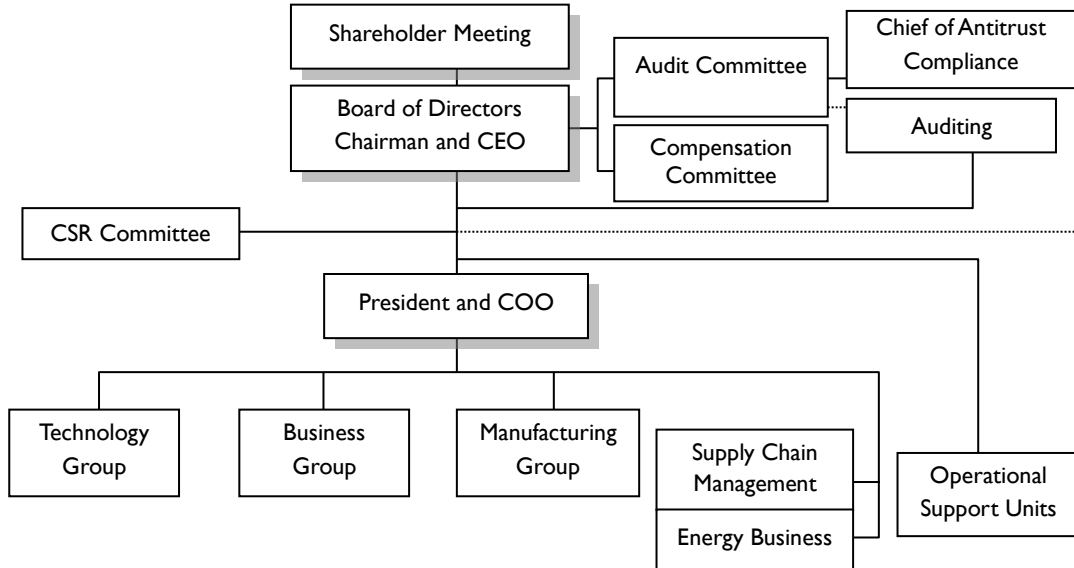 Shareholder Meeting
Board of Directors
Chairman and CEO
Audit Committee
Chief of Antitrust
Compliance
Auditing
Compensation
Committee
CSR Committee
President and COO
Technology
Group
Business
Group
Manufacturing
Group
Supply Chain
Management
Energy Business
Operational
Support Units